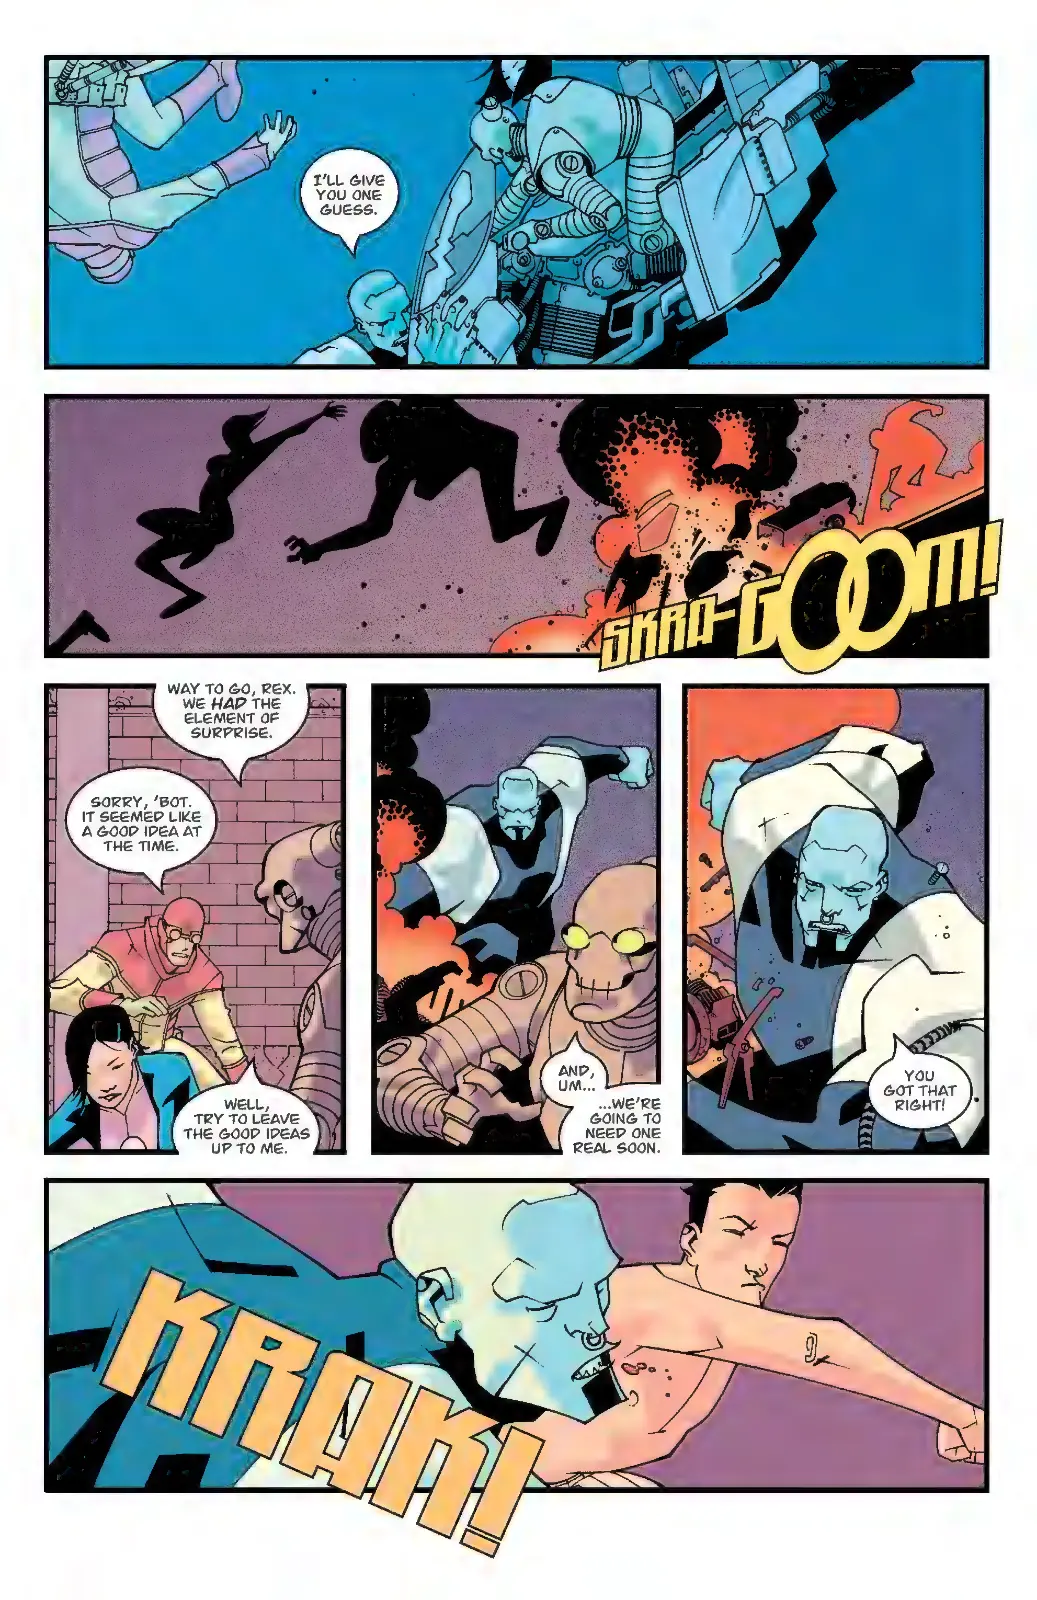 I'LL GIVE
YOU ONE
GUESS.
SKRA-GOOM!
WAY TO GO, REX.
WE HAD THE
ELEMENT OF
SURPRISE.
SORRY, 'BOT.
IT SEEMED LIKE
A GOOD IDEA AT
THE TIME.
WELL,
TRY TO LEAVE
THE GOOD IDEAS
UP TO ME.
AND,
UM...
...WE'RE
GOING TO
NEED ONE
REAL SOON.
YOU
GOT THAT
RIGHT!
KRAK!